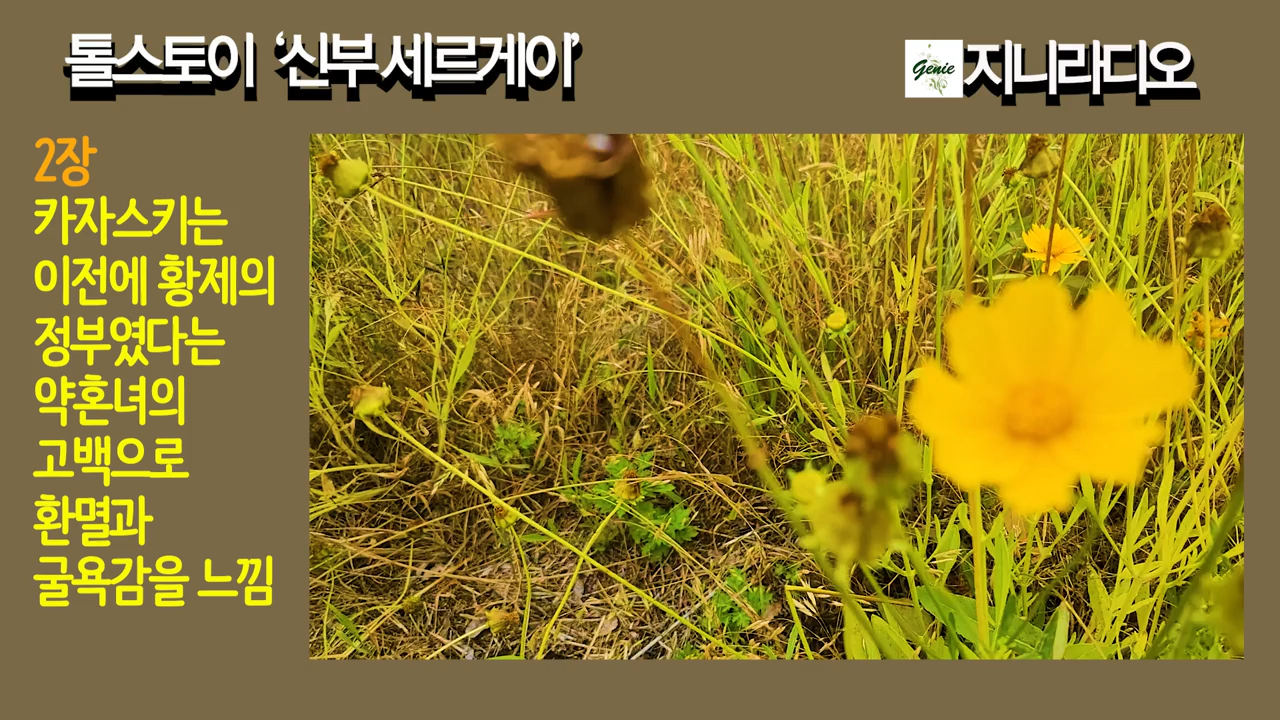 톨스토이 ‘신부 세르게이’
Genie
지니라디오
2장
카자스키는
이전에 황제의
정부였다는
약혼녀의
고백으로
환멸과
굴욕감을 느낌